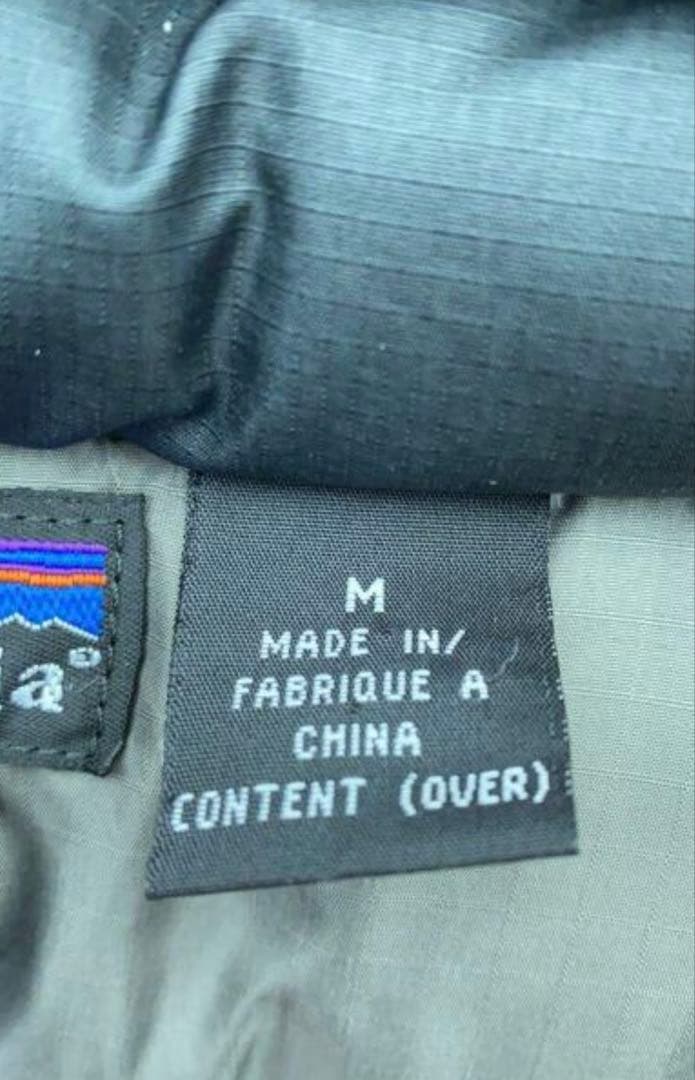 M
MADE IN/
FABRIQUE A
CHINA
CONTENT (OVER)
a®